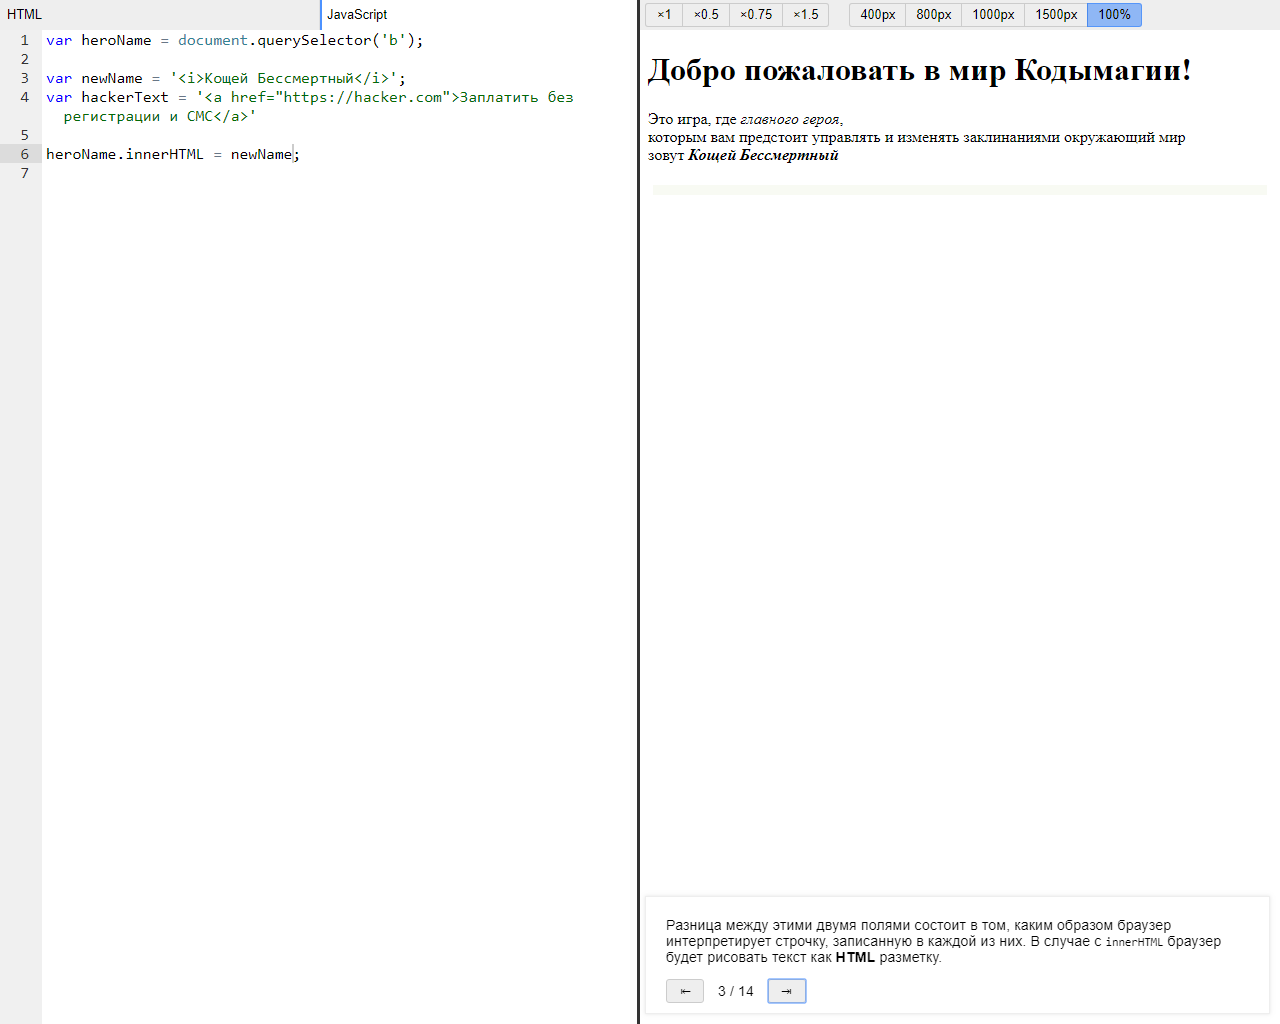 HTML
JavaScript
1 var heroName = document.querySelector('b');
2
3 var newName = '<i>Кощей Бессмертный</i>';
4 var hackerText = '<a href="https://hacker.com">Заплатить без
регистрации и СМС</a>'
5
6 heroName.innerHTML = newName;
7
×1 ×0.5 ×0.75 ×1.5 400px 800px 1000px 1500px 100%
Добро пожаловать в мир Кодымагии!
Это игра, где главного героя,
которым вам предстоит управлять и изменять заклинаниями окружающий мир
зовут Кощей Бессмертный
Разница между этими двумя полями состоит в том, каким образом браузер
интерпретирует строчку, записанную в каждой из них. В случае с innerHTML браузер
будет рисовать текст как HTML разметку.
⇤ 3 / 14 ⇥